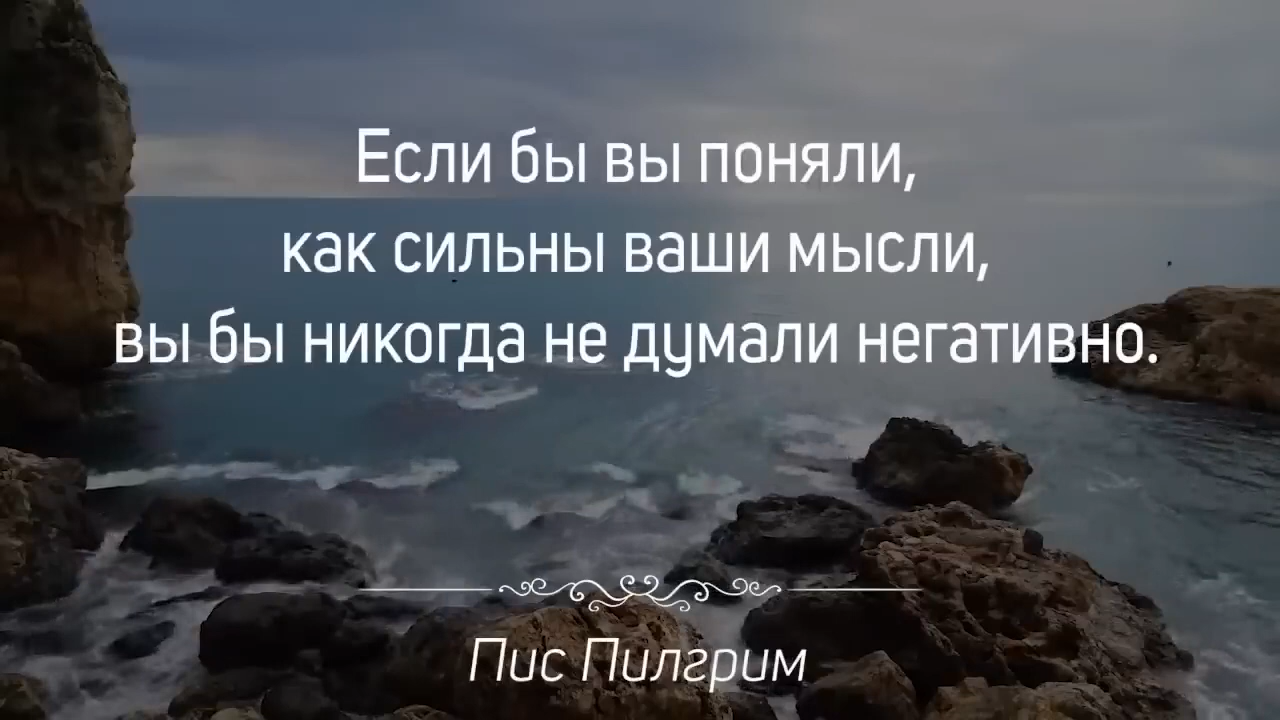 Если бы вы поняли,
как сильны ваши мысли,
вы бы никогда не думали негативно.
Пис Пилгрим